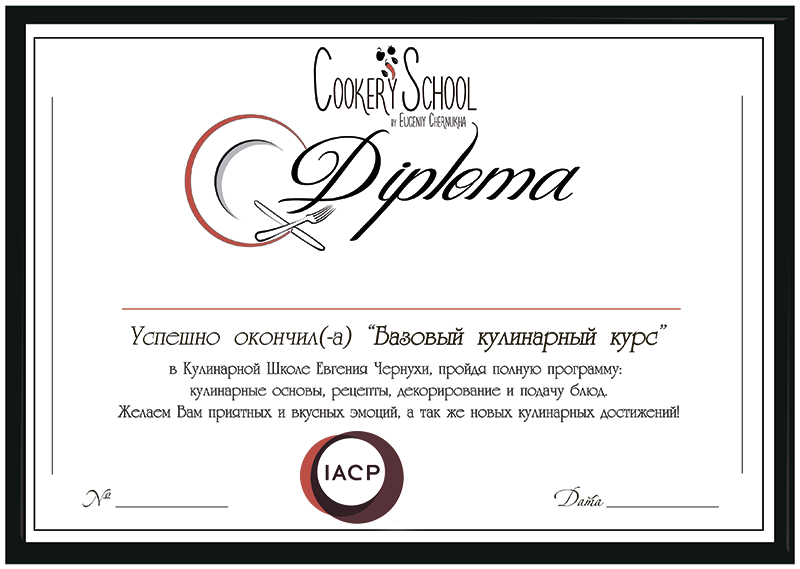 Cookery School
by Eugeniy Chernukha
Diploma
Успешно окончил(-а) “Базовый кулинарный курс”
в Кулинарной Школе Евгения Чернухи, пройдя полную программу:
кулинарные основы, рецепты, декорирование и подачу блюд.
Желаем Вам приятных и вкусных эмоций, а так же новых кулинарных достижений!
IACP
№ ____________ Дата ____________